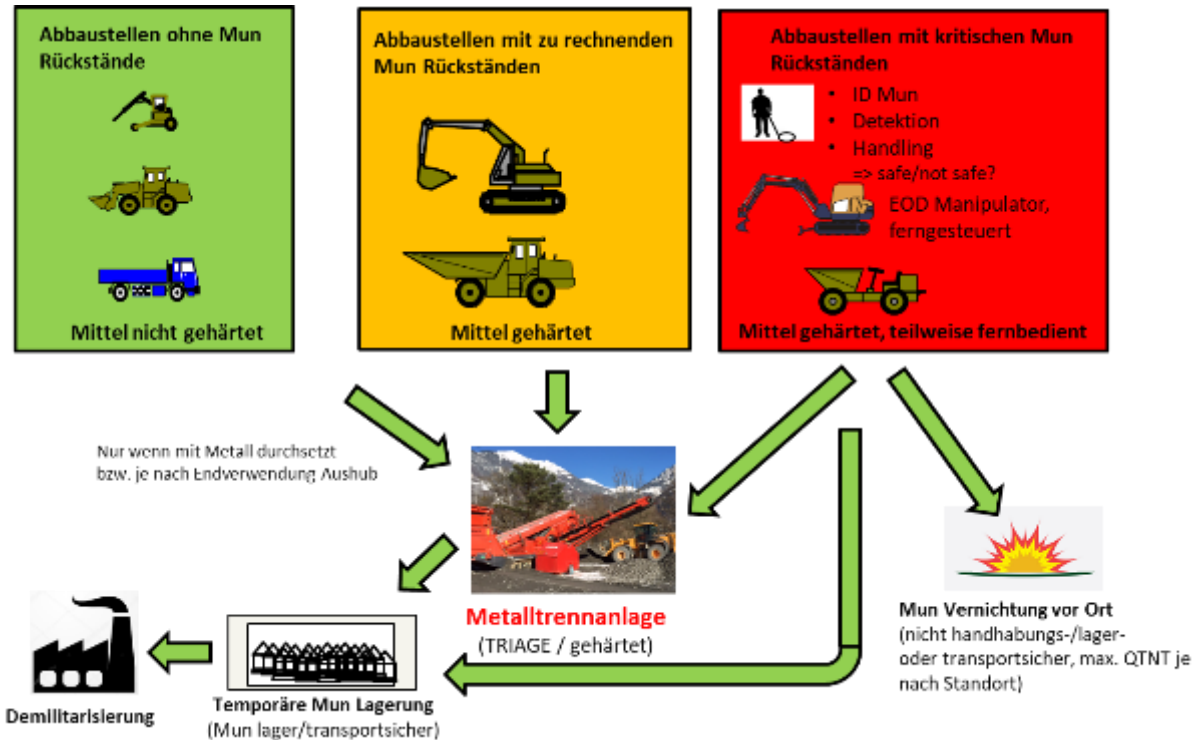 Abbaustellen ohne Mun
Rückstände
Mittel nicht gehärtet
Abbaustellen mit zu rechnenden
Mun Rückständen
Mittel gehärtet
Abbaustellen mit kritischen Mun
Rückständen
• ID Mun
• Detektion
• Handling
=> safe/not safe?
EOD Manipulator,
ferngesteuert
Mittel gehärtet, teilweise fernbedient
Nur wenn mit Metall durchsetzt
bzw. je nach Endverwendung Aushub
Metalltrennanlage
(TRIAGE / gehärtet)
Mun Vernichtung vor Ort
(nicht handhabungs-/lager-
oder transportsicher, max. QTNT je
nach Standort)
Temporäre Mun Lagerung
(Mun lager/transportsicher)
Demilitarisierung